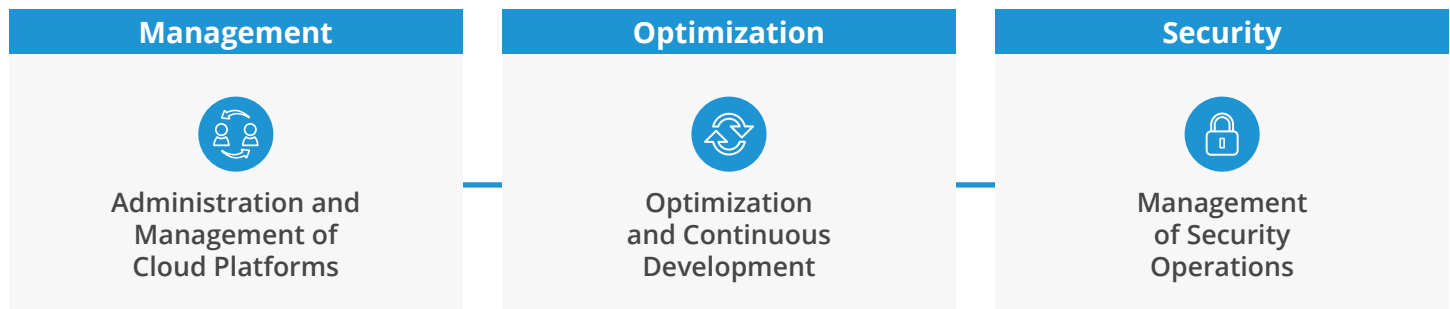 Management
Administration and
Management of
Cloud Platforms
Optimization
Optimization
and Continuous
Development
Security
Management
of Security
Operations